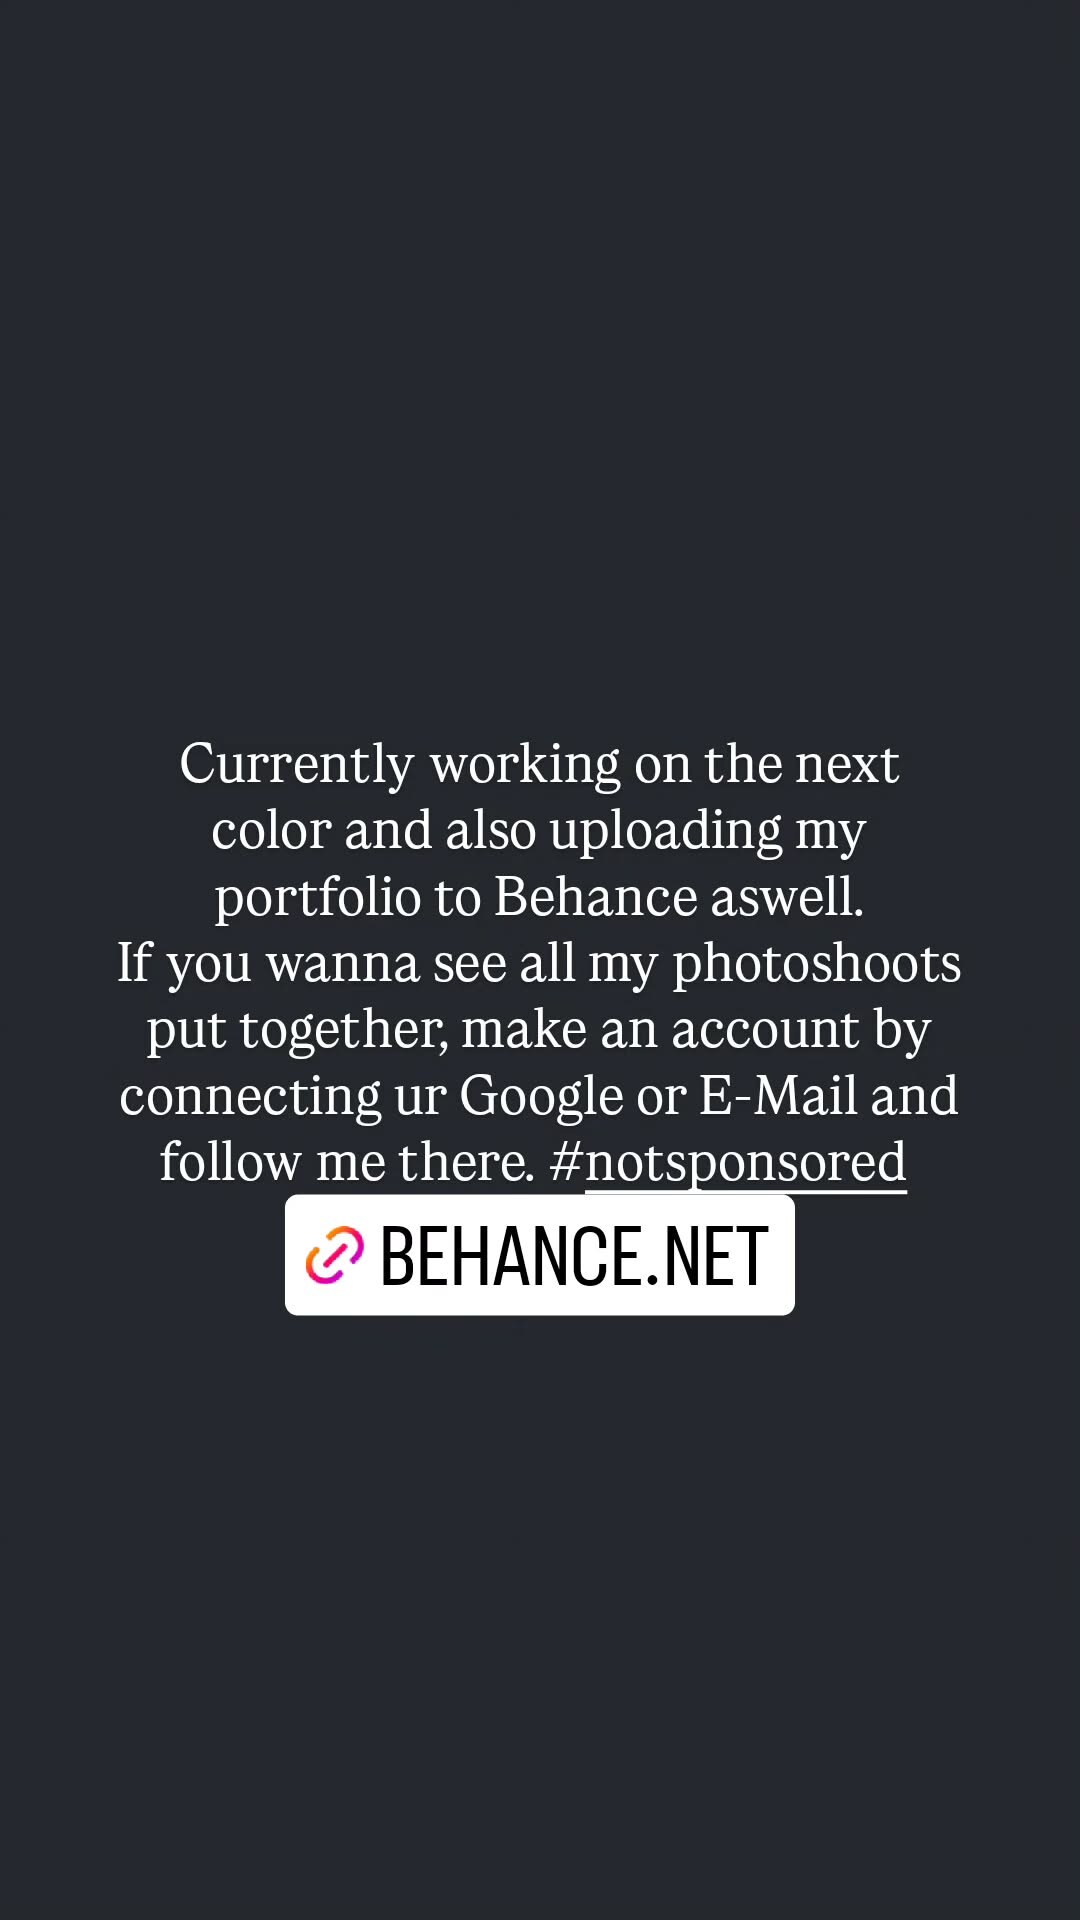 Currently working on the next
color and also uploading my
portfolio to Behance aswell.
If you wanna see all my photoshoots
put together, make an account by
connecting ur Google or E-Mail and
follow me there. #notsponsored
BEHANCE.NET